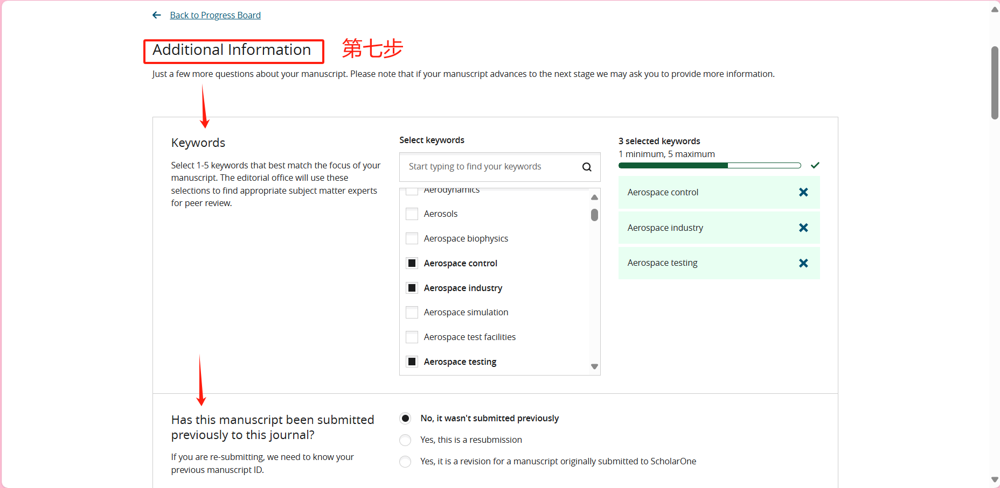 Back to Progress Board
Additional Information
第七步
Just a few more questions about your manuscript. Please note that if your manuscript advances to the next stage we may ask you to provide more information.
Keywords
Select 1-5 keywords that best match the focus of your
manuscript. The editorial office will use these
selections to find appropriate subject matter experts
for peer review.
Select keywords
Start typing to find your keywords
Aerodynamics
Aerosols
Aerospace biophysics
Aerospace control
Aerospace industry
Aerospace simulation
Aerospace test facilities
Aerospace testing
3 selected keywords
1 minimum, 5 maximum
Aerospace control
Aerospace industry
Aerospace testing
Has this manuscript been submitted
previously to this journal?
If you are re-submitting, we need to know your
previous manuscript ID.
No, it wasn't submitted previously
Yes, this is a resubmission
Yes, it is a revision for a manuscript originally submitted to ScholarOne